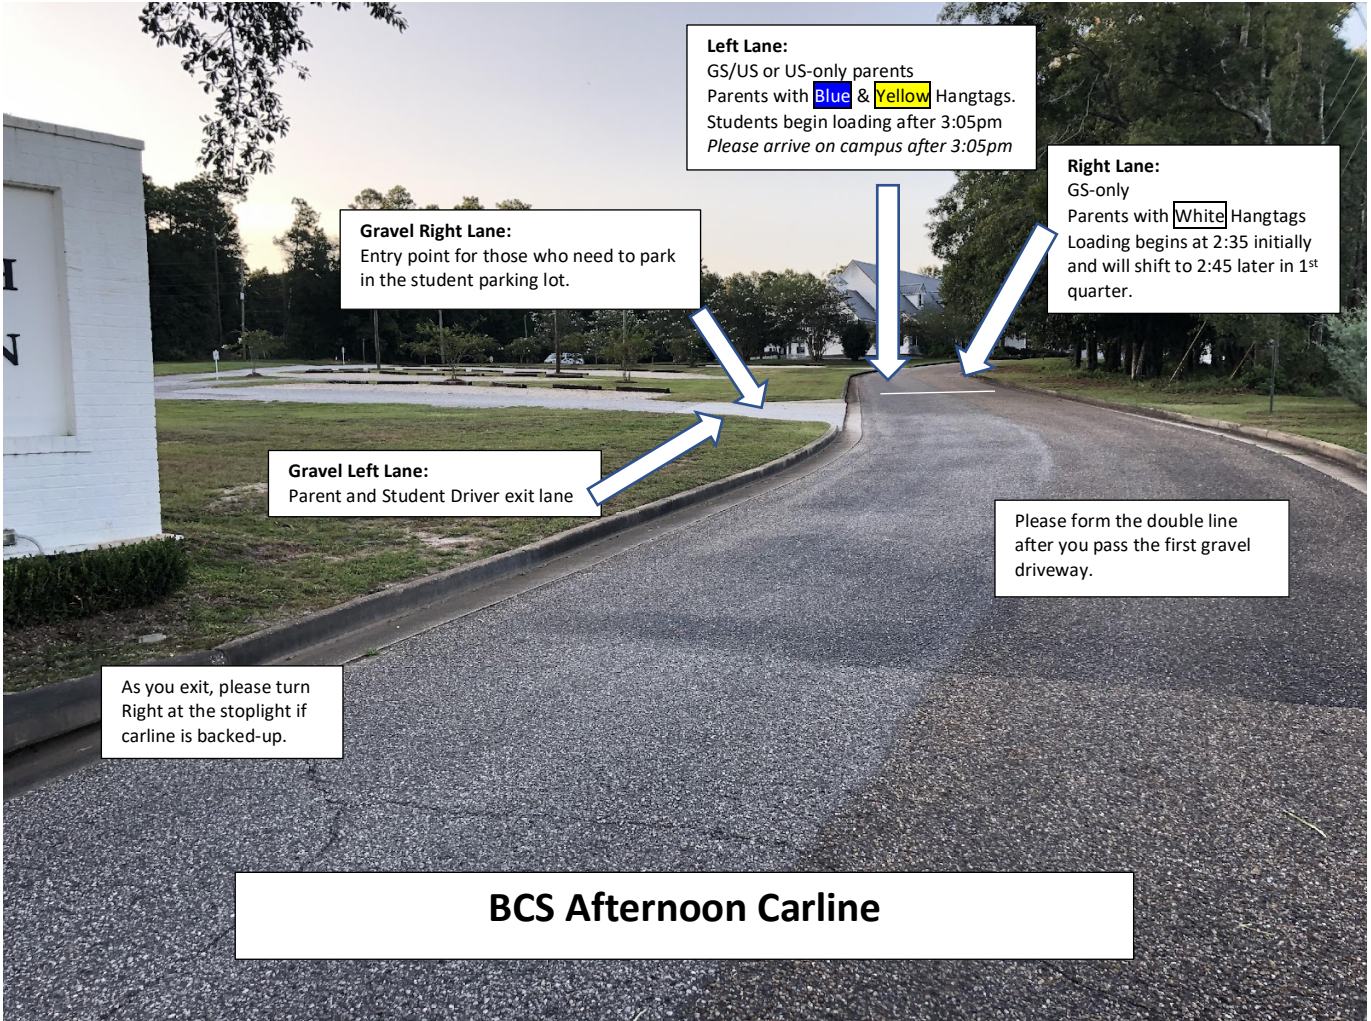 Left Lane:
GS/US or US-only parents
Parents with Blue & Yellow Hangtags.
Students begin loading after 3:05pm
Please arrive on campus after 3:05pm
Right Lane:
GS-only
Parents with White Hangtags
Loading begins at 2:35 initially
and will shift to 2:45 later in 1st
quarter.
Gravel Right Lane:
Entry point for those who need to park
in the student parking lot.
Gravel Left Lane:
Parent and Student Driver exit lane
Please form the double line
after you pass the first gravel
driveway.
As you exit, please turn
Right at the stoplight if
carline is backed-up.
BCS Afternoon Carline